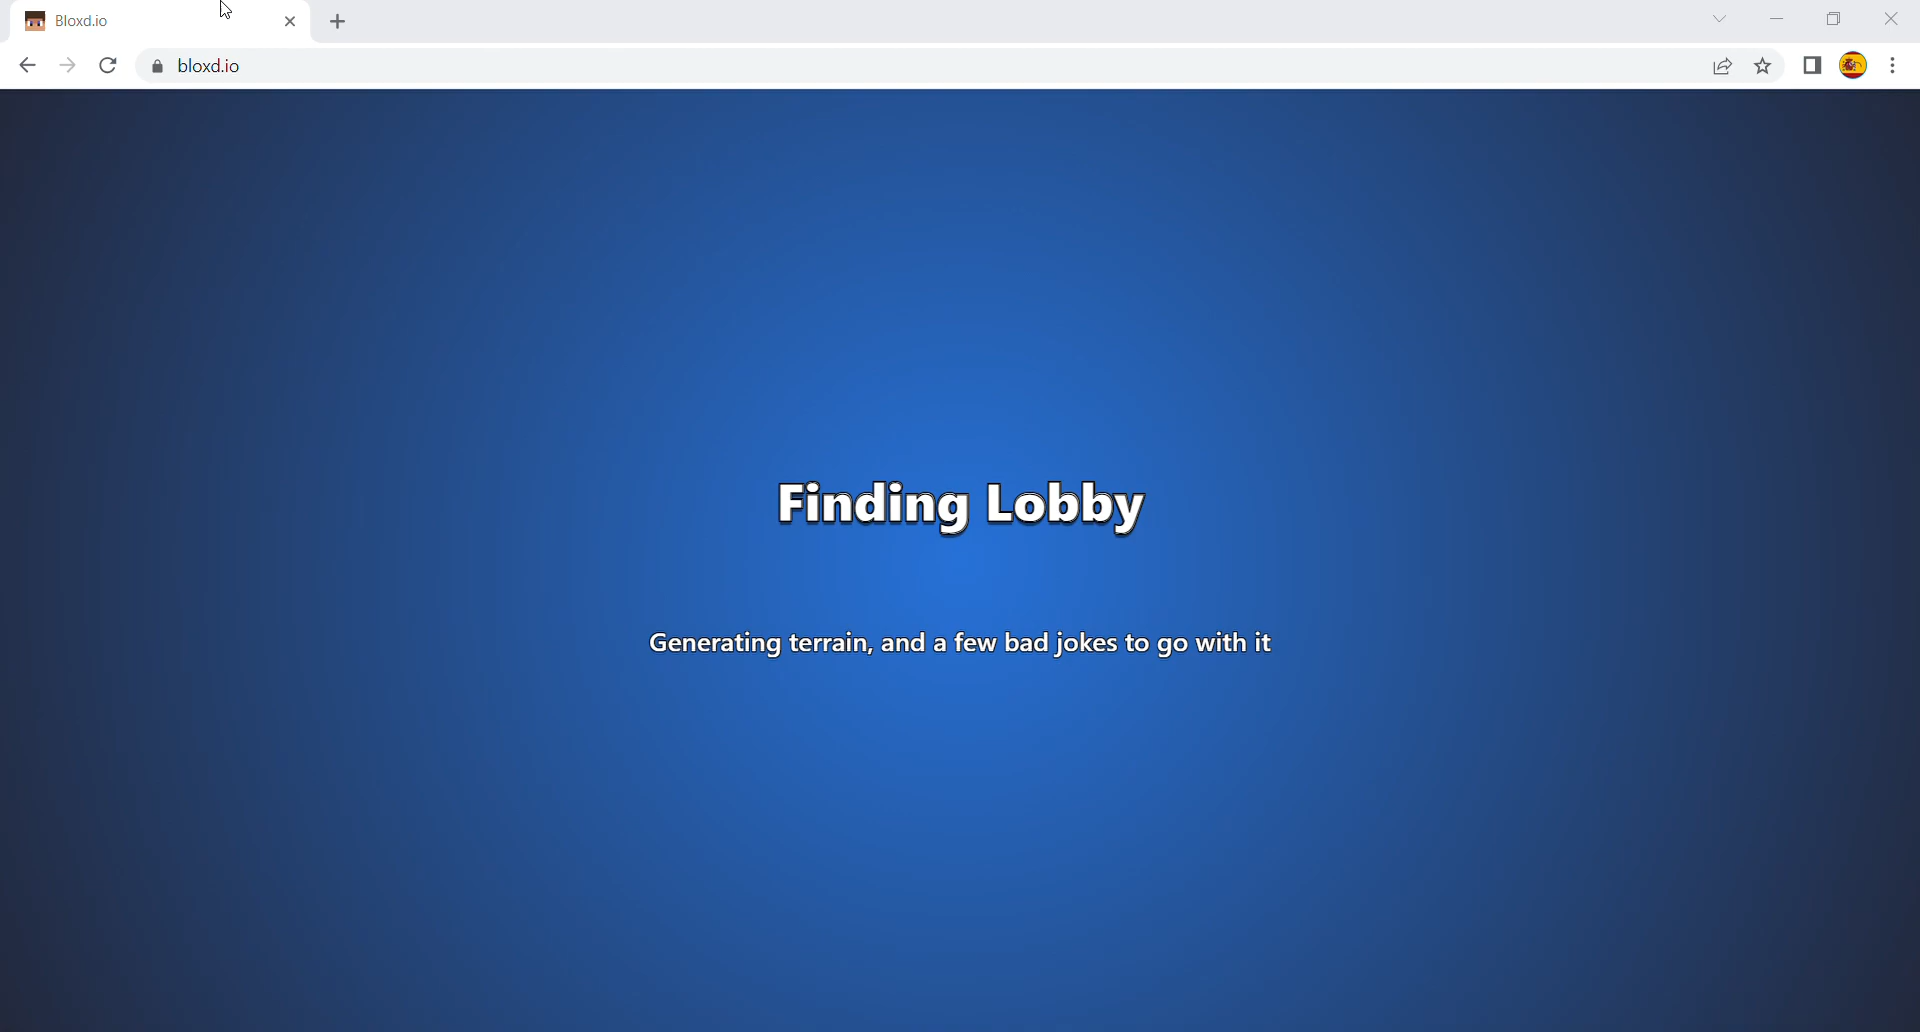 Bloxd.io
bloxd.io
Finding Lobby
Generating terrain, and a few bad jokes to go with it